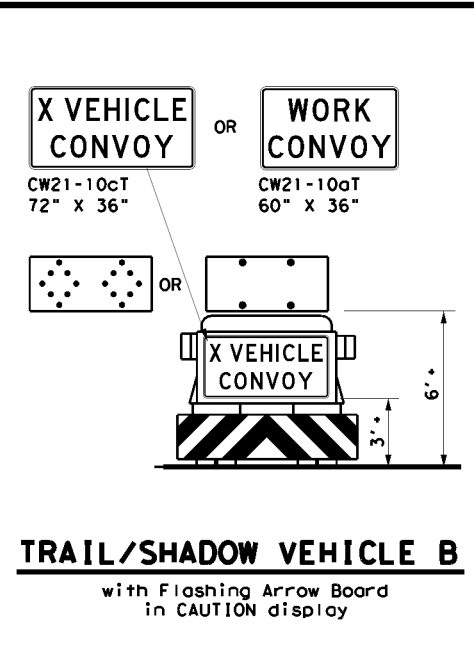 X VEHICLE
CONVOY
OR
WORK
CONVOY
CW21-10cT
72" X 36"
CW21-10aT
60" X 36"
OR
X VEHICLE
CONVOY
6' +
3' +
TRAIL/SHADOW VEHICLE B
with Flashing Arrow Board
in CAUTION display